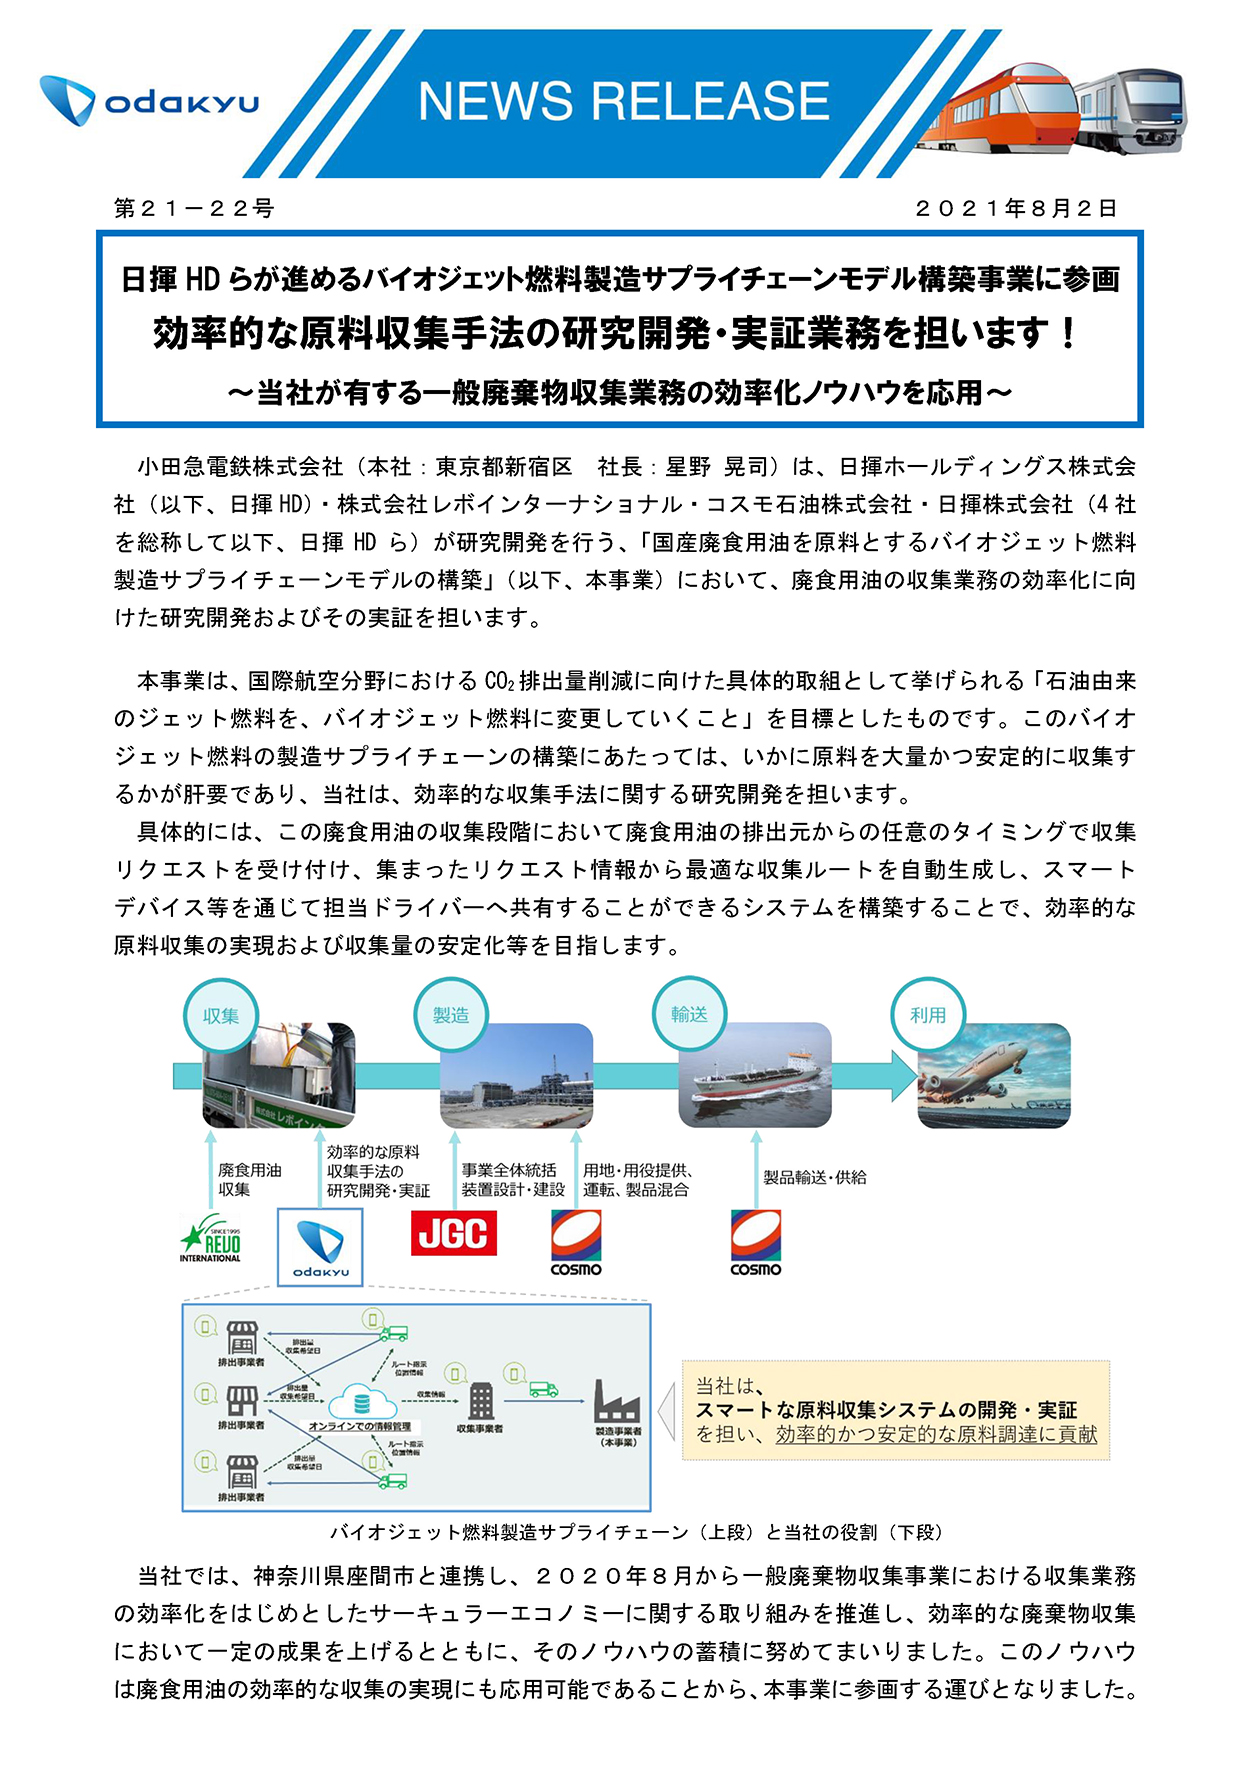 odakyu
NEWS RELEASE
第２１－２２号
２０２１年８月２日
日揮 HD らが進めるバイオジェット燃料製造サプライチェーンモデル構築事業に参画
効率的な原料収集手法の研究開発・実証業務を担います！
～当社が有する一般廃棄物収集業務の効率化ノウハウを応用～
小田急電鉄株式会社（本社：東京都新宿区　社長：星野 晃司）は、日揮ホールディングス株式会
社（以下、日揮 HD）・株式会社レボインターナショナル・コスモ石油株式会社・日揮株式会社（4 社
を総称して以下、日揮 HD ら）が研究開発を行う、「国産廃食用油を原料とするバイオジェット燃料
製造サプライチェーンモデルの構築」（以下、本事業）において、廃食用油の収集業務の効率化に向
けた研究開発およびその実証を担います。
本事業は、国際航空分野における CO₂排出量削減に向けた具体的取組として挙げられる「石油由来
のジェット燃料を、バイオジェット燃料に変更していくこと」を目標としたものです。このバイオ
ジェット燃料の製造サプライチェーンの構築にあたっては、いかに原料を大量かつ安定的に収集す
るかが肝要であり、当社は、効率的な収集手法に関する研究開発を担います。
具体的には、この廃食用油の収集段階において廃食用油の排出元からの任意のタイミングで収集
リクエストを受け付け、集まったリクエスト情報から最適な収集ルートを自動生成し、スマート
デバイス等を通じて担当ドライバーへ共有することができるシステムを構築することで、効率的な
原料収集の実現および収集量の安定化等を目指します。
収集
製造
輸送
利用
株式会社 レボイン
廃食用油
収集
効率的な原料
収集手法の
研究開発・実証
事業全体統括
装置設計・建設
用地・用役提供、
運転、製品混合
製品輸送・供給
SINCE1995
REVO
INTERNATIONAL
odakyu
JGC
COSMO
COSMO
排出事業者
排出量
収集希望日
ルート指示
位置情報
排出事業者
排出量
収集希望日
オンラインでの情報管理
収集情報
収集事業者
製造事業者
（本事業）
排出事業者
排出量
収集希望日
ルート指示
位置情報
当社は、
スマートな原料収集システムの開発・実証
を担い、効率的かつ安定的な原料調達に貢献
バイオジェット燃料製造サプライチェーン（上段）と当社の役割（下段）
当社では、神奈川県座間市と連携し、２０２０年８月から一般廃棄物収集事業における収集業務
の効率化をはじめとしたサーキュラーエコノミーに関する取り組みを推進し、効率的な廃棄物収集
において一定の成果を上げるとともに、そのノウハウの蓄積に努めてまいりました。このノウハウ
は廃食用油の効率的な収集の実現にも応用可能であることから、本事業に参画する運びとなりました。